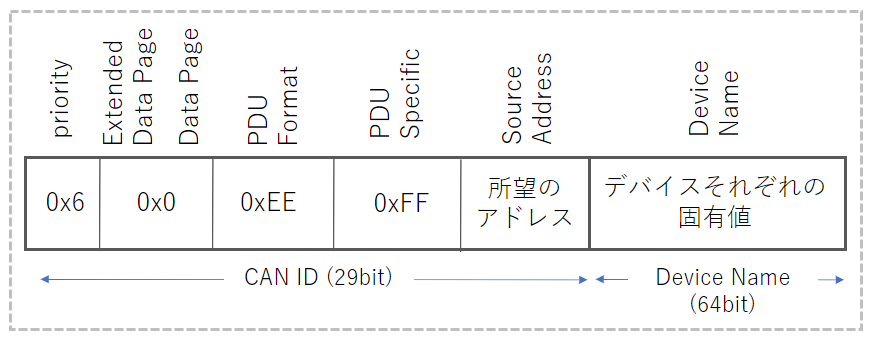 priority
Extended
Data Page
Data Page
PDU
Format
PDU
Specific
Source
Address
Device
Name
0x6
0x0
0xEE
0xFF
所望の
アドレス
デバイスそれぞれの
固有値
CAN ID (29bit)
Device Name
(64bit)